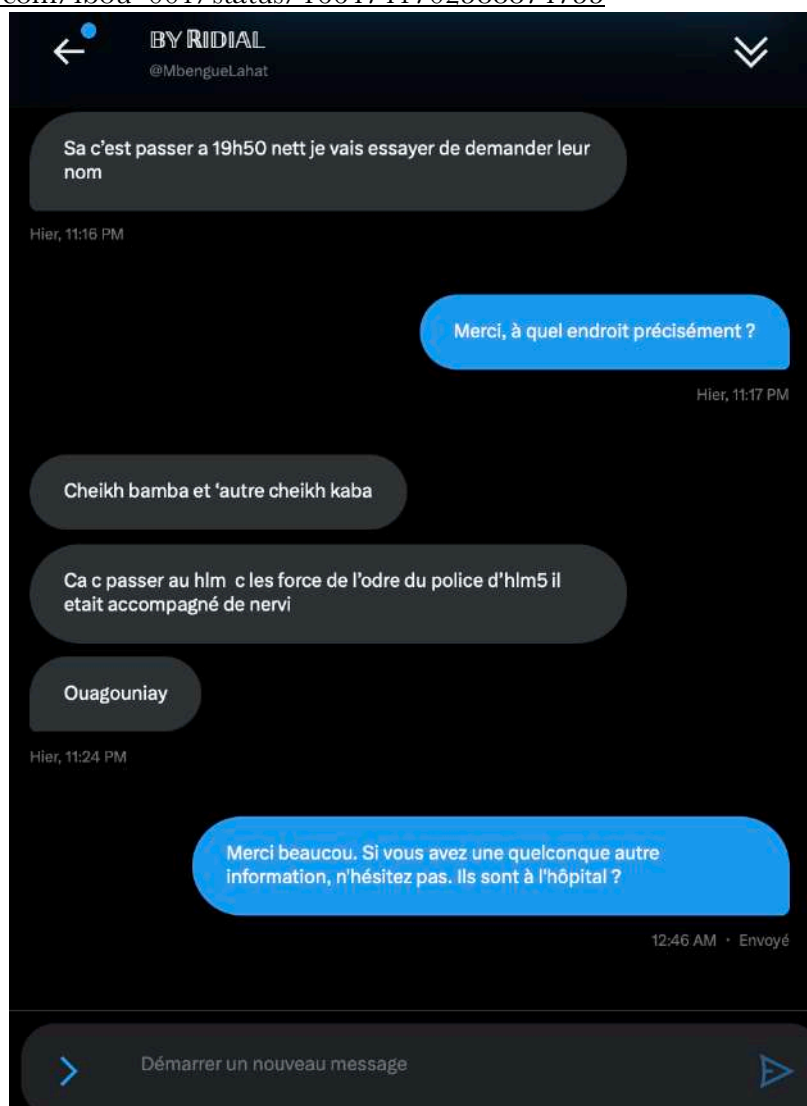 BY RIDIAL
@MbengueLahat
Sa c'est passer a 19h50 nett je vais essayer de demander leur
nom
Hier, 11:16 PM
Merci, à quel endroit précisément ?
Hier, 11:17 PM
Cheikh bamba et ‘autre cheikh kaba
Ca c passer au hlm c les force de l'odre du police d'hlm5 il
etait accompagné de nervi
Ouagouniay
Hier, 11:24 PM
Merci beaucou. Si vous avez une quelconque autre
information, n'hésitez pas. Ils sont à l'hôpital ?
12:46 AM · Envoyé
Démarrer un nouveau message